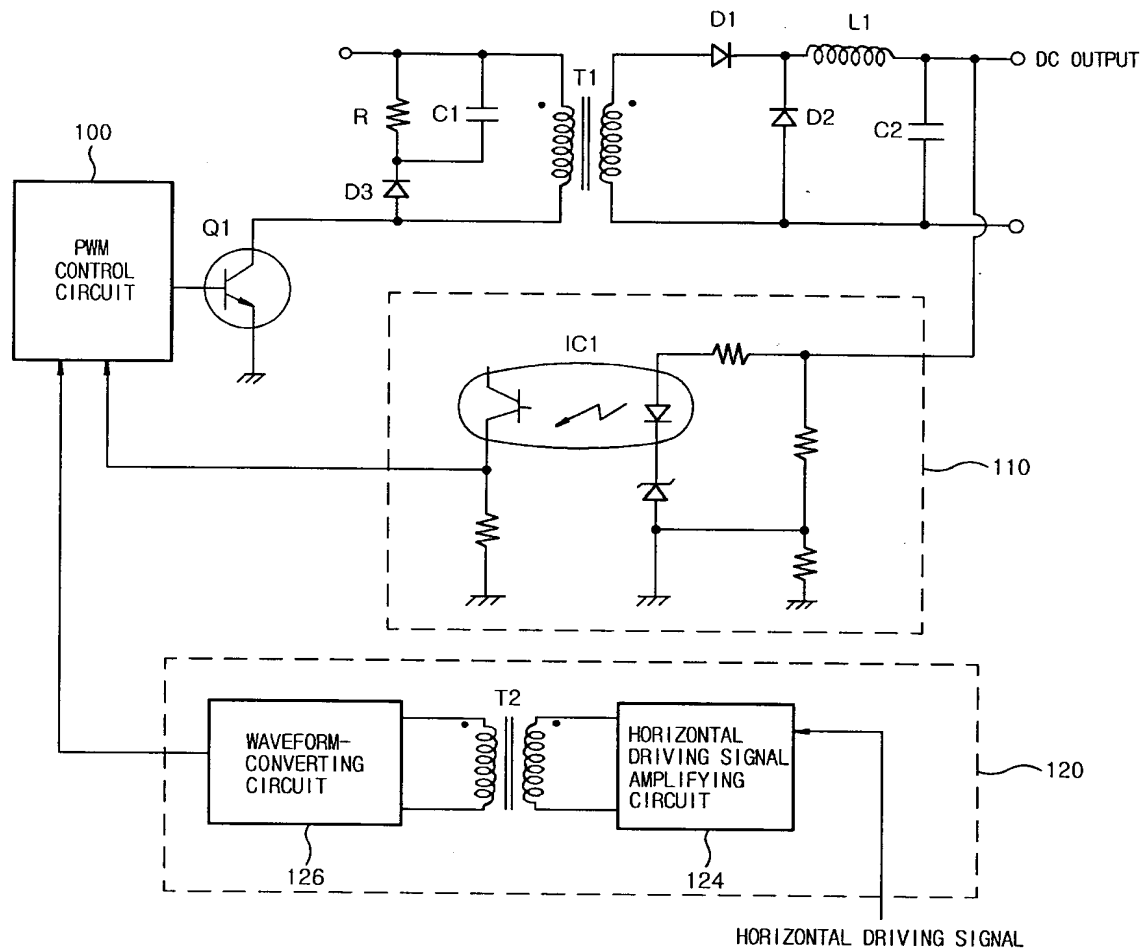 D1
L1
DC OUTPUT
T1
R
C1
D2
C2
100
D3
Q1
PWM
CONTROL
CIRCUIT
IC1
110
T2
WAVEFORM-
CONVERTING
CIRCUIT
HORIZONTAL
DRIVING SIGNAL
AMPLIFYING
CIRCUIT
120
126
124
HORIZONTAL DRIVING SIGNAL